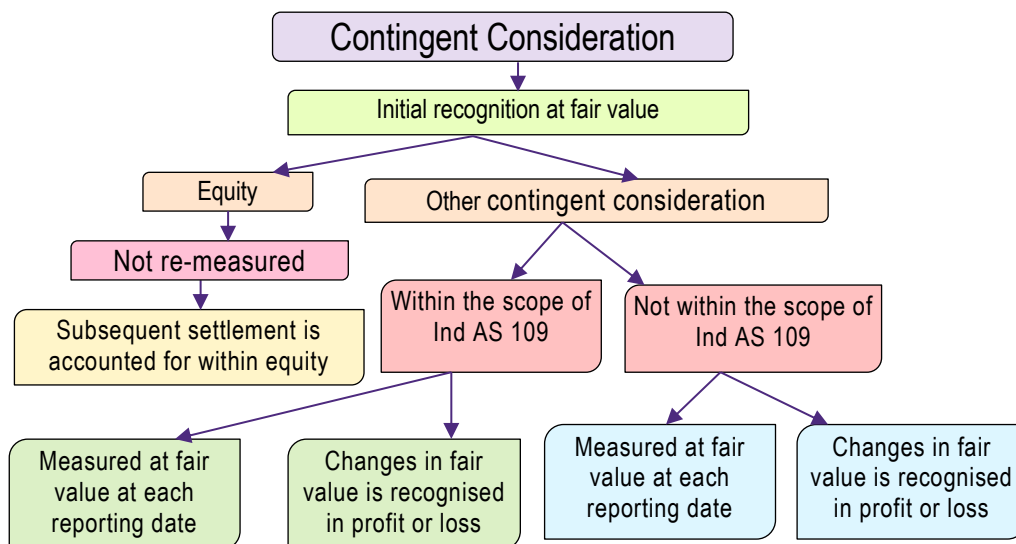 Contingent Consideration
Initial recognition at fair value
Equity
Other contingent consideration
Not re-measured
Subsequent settlement is
accounted for within equity
Within the scope of
Ind AS 109
Not within the scope of
Ind AS 109
Measured at fair
value at each
reporting date
Changes in fair
value is recognised
in profit or loss
Measured at fair
value at each
reporting date
Changes in fair
value is recognised
in profit or loss